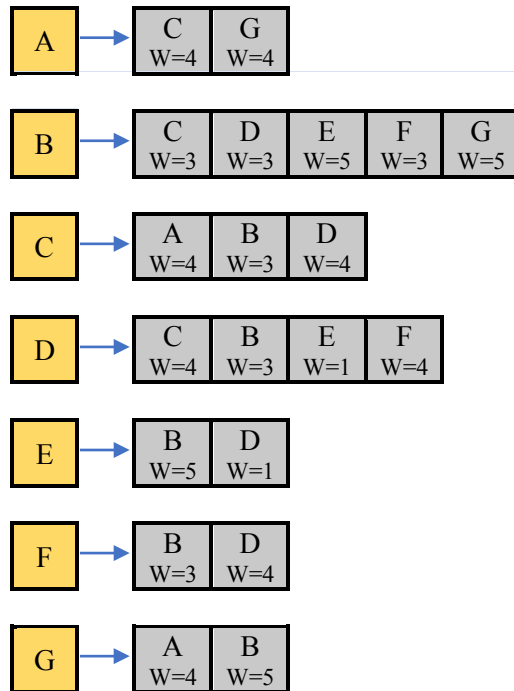 A
C G
W=4 W=4
B
C D E F G
W=3 W=3 W=5 W=3 W=5
C
A B D
W=4 W=3 W=4
D
C B E F
W=4 W=3 W=1 W=4
E
B D
W=5 W=1
F
B D
W=3 W=4
G
A B
W=4 W=5